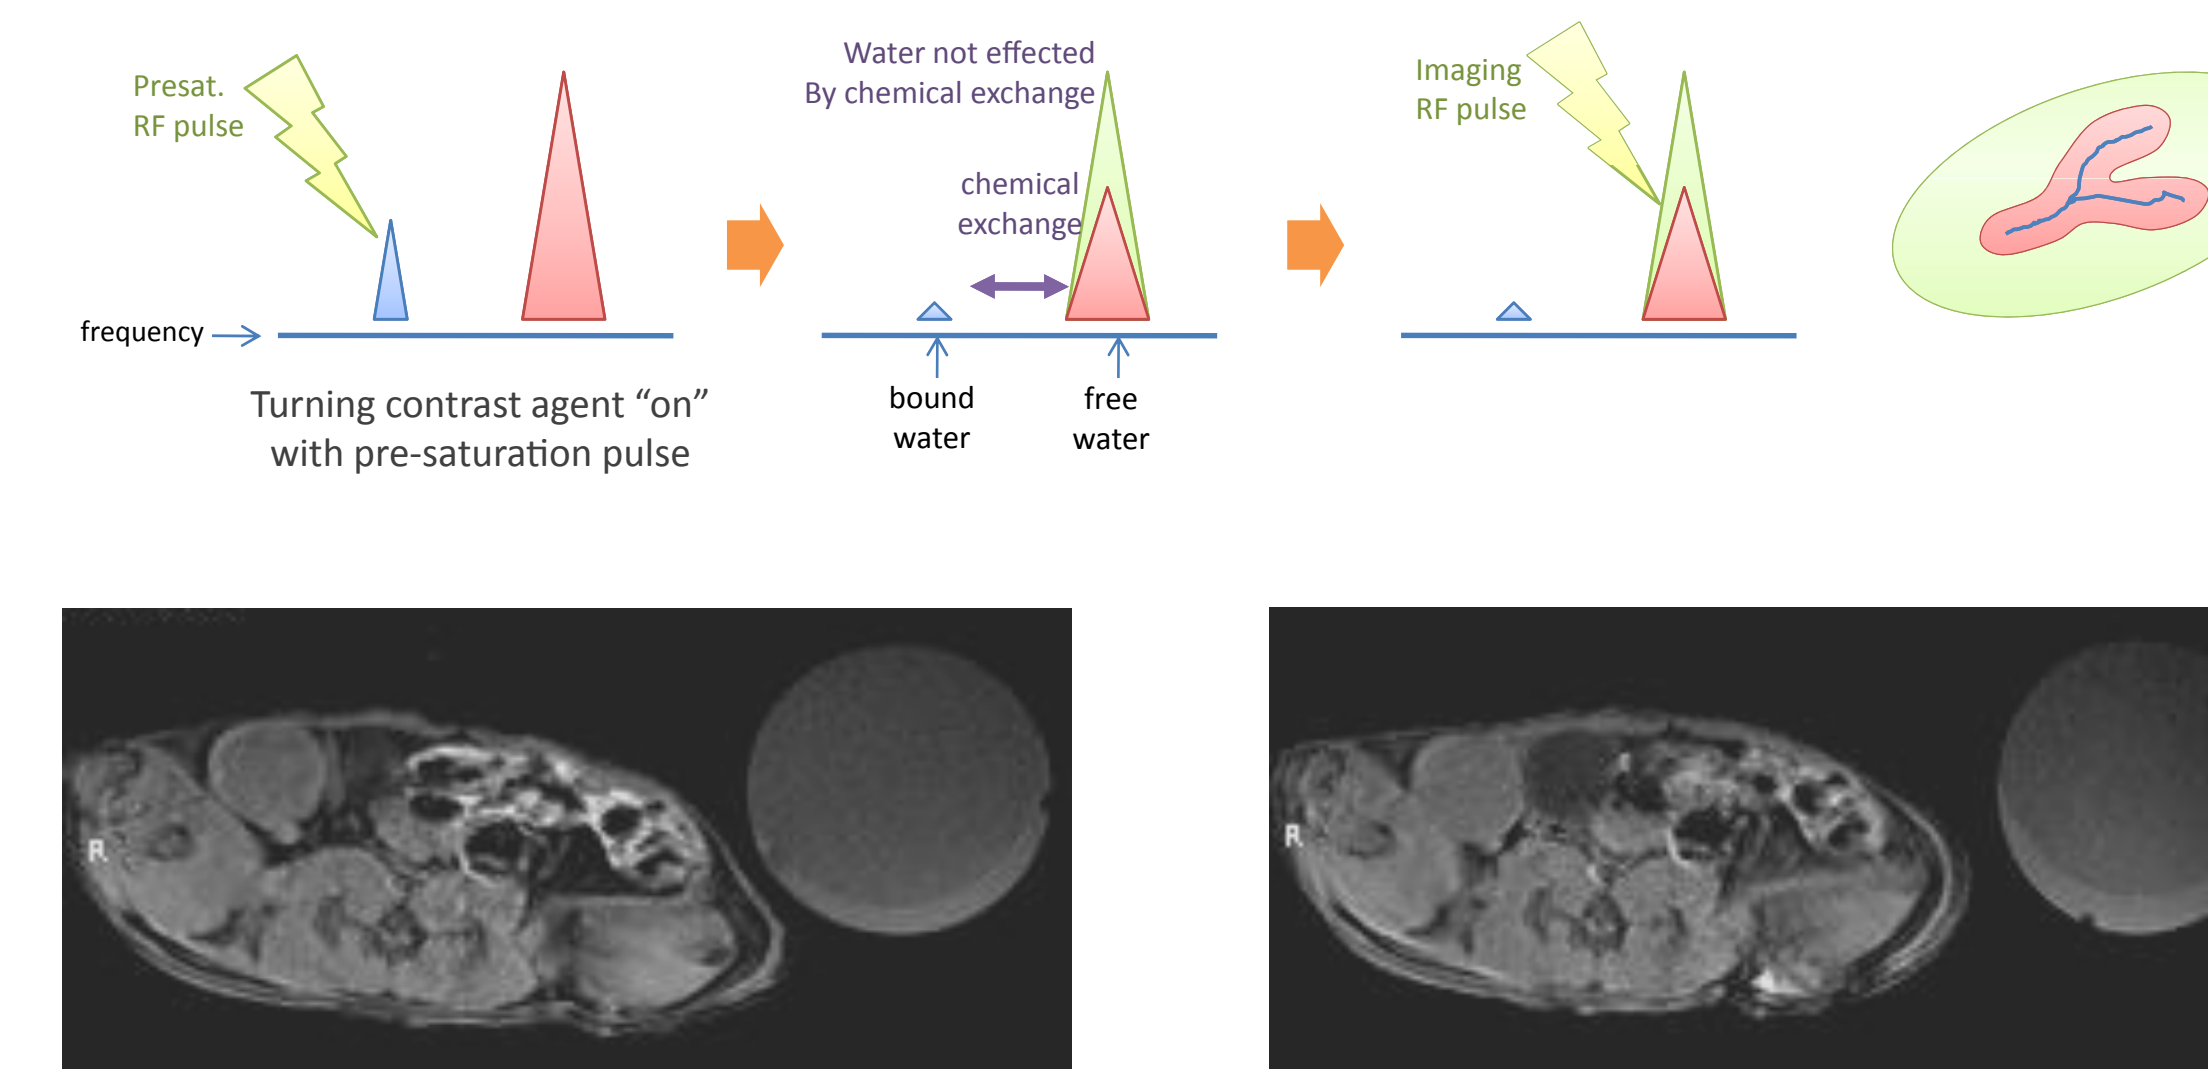 Presat.
RF pulse
frequency
Turning contrast agent “on”
with pre-saturation pulse
Water not effected
By chemical exchange
chemical
exchange
bound
water
free
water
Imaging
RF pulse
R
R